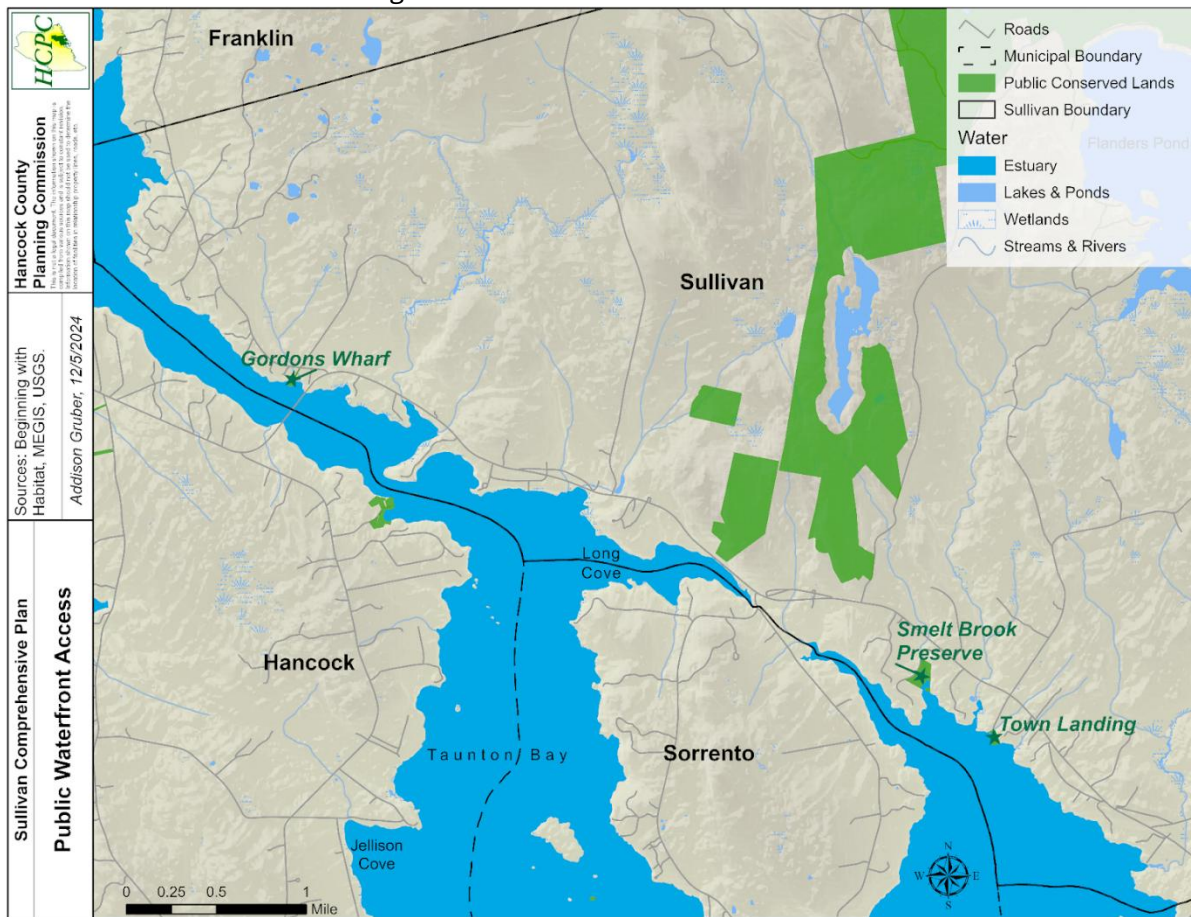 HCPC
Hancock County
Planning Commission
Sources: Beginning with
Habitat, MEGIS, USGS.
Addison Gruber, 12/5/2024
Sullivan Comprehensive Plan
Public Waterfront Access
Franklin
Roads
Municipal Boundary
Public Conserved Lands
Sullivan Boundary
Water
Estuary
Lakes & Ponds
Wetlands
Streams & Rivers
Flanders Pond
Sullivan
Gordons Wharf
Long
Cove
Hancock
Smelt Brook
Preserve
Town Landing
Sorrento
Taunton Bay
Jellison
Cove
0 0.25 0.5 1
Mile
N
W E
S